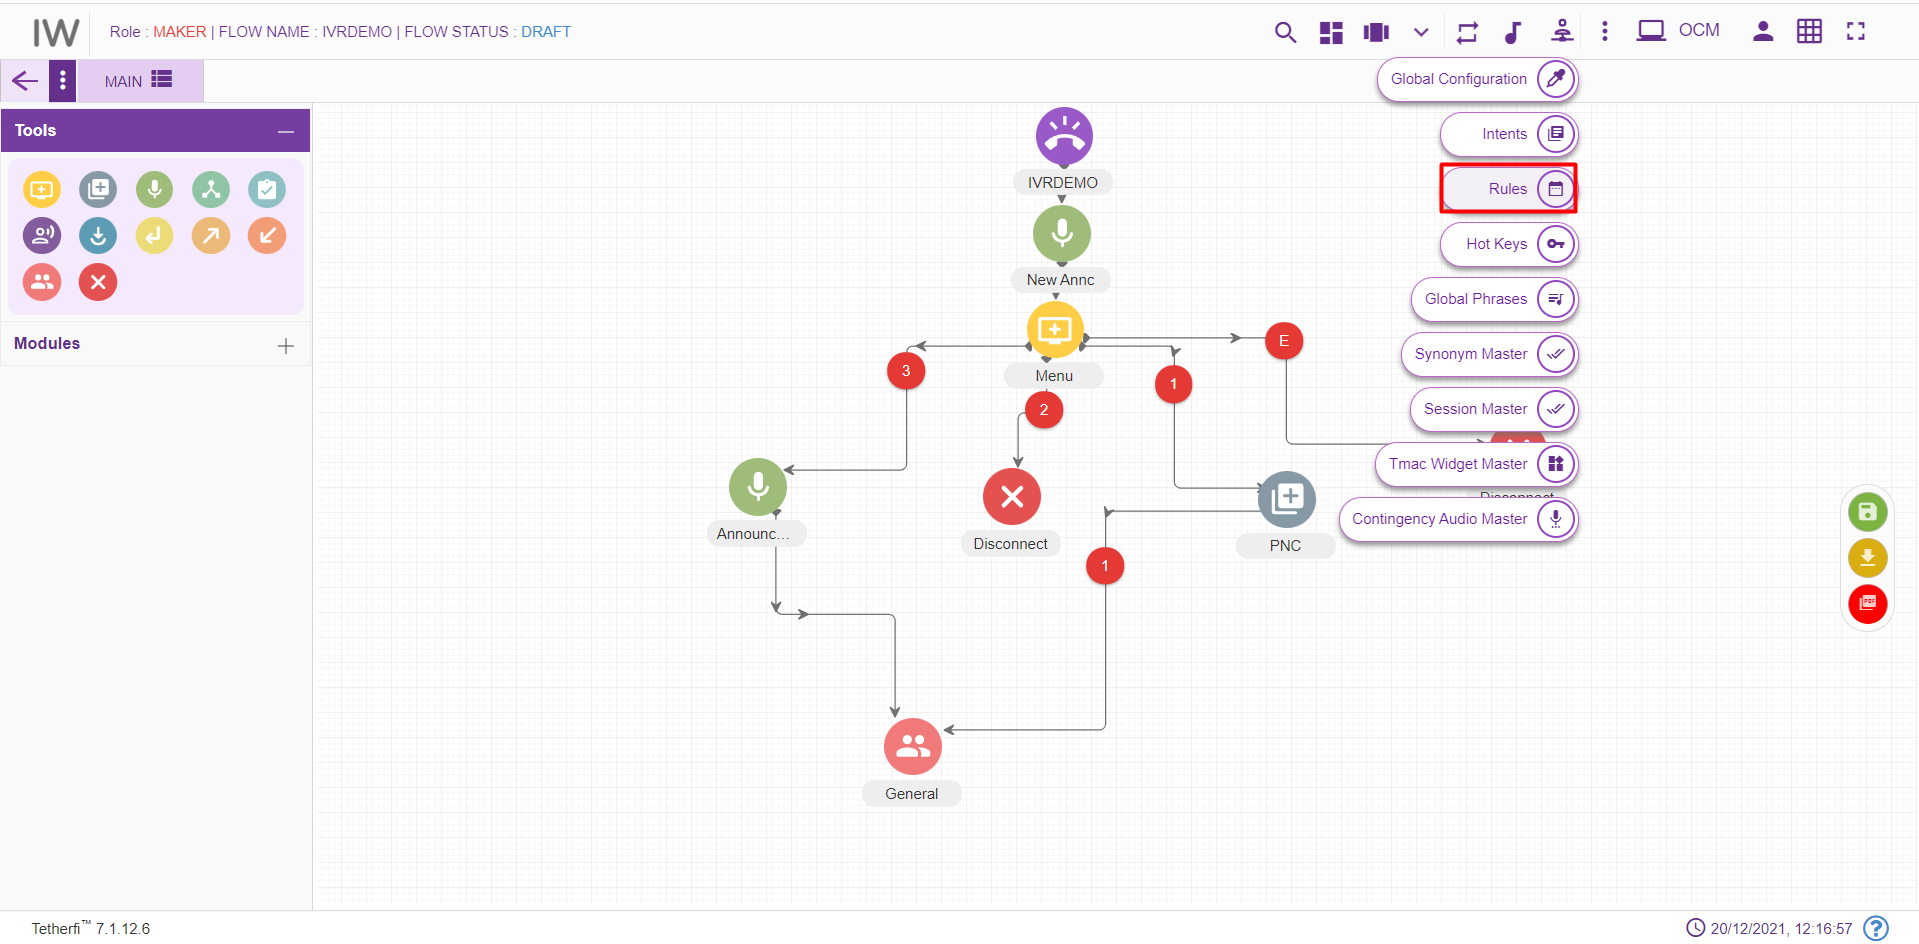 IW
Role : MAKER | FLOW NAME : IVRDEMO | FLOW STATUS : DRAFT
OCM
MAIN
Global Configuration
Tools
Intents
IVRDEMO
Rules
Hot Keys
New Annc
Global Phrases
Modules
E
Synonym Master
3
Menu
1
2
Session Master
Tmac Widget Master
Disconnect
Contingency Audio Master
Announc...
Disconnect
PNC
1
PDF
General
Tetherfi™ 7.1.12.6
20/12/2021, 12:16:57
?